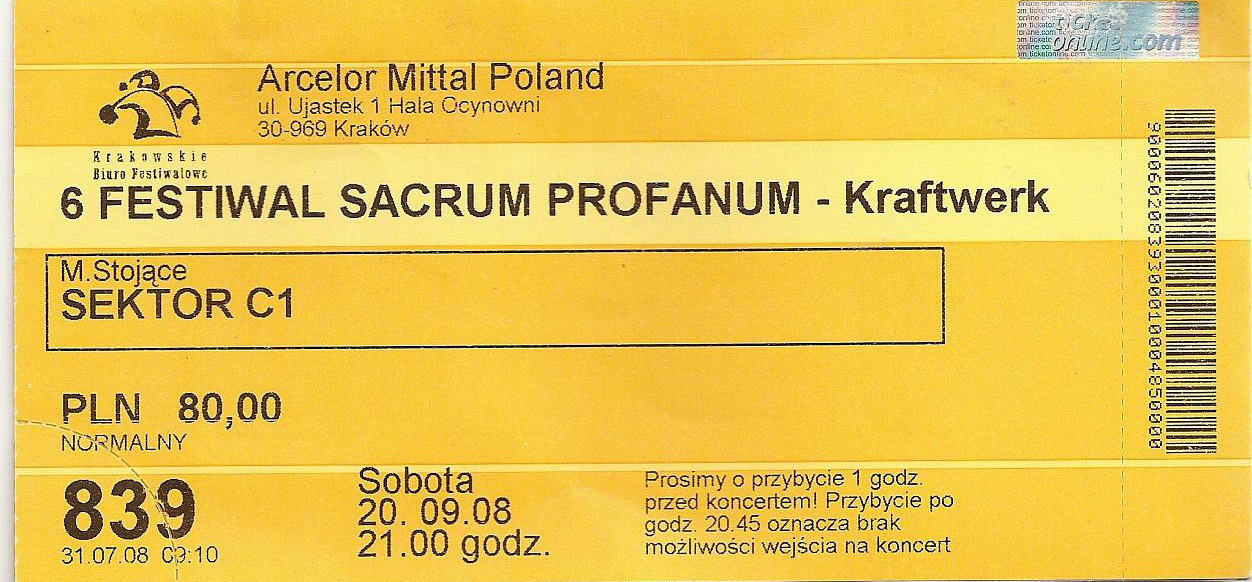 ticket
online.com
Arcelor Mittal Poland
ul. Ujastek 1 Hala Ocynowni
30-969 Kraków
Krakowskie
Biuro Festiwalowe
6 FESTIWAL SACRUM PROFANUM - Kraftwerk
M.Stojące
SEKTOR C1
PLN 80,00
NORMALNY
839
31.07.08 09:10
Sobota
20. 09.08
21.00 godz.
Prosimy o przybycie 1 godz.
przed koncertem! Przybycie po
godz. 20.45 oznacza brak
możliwości wejścia na koncert